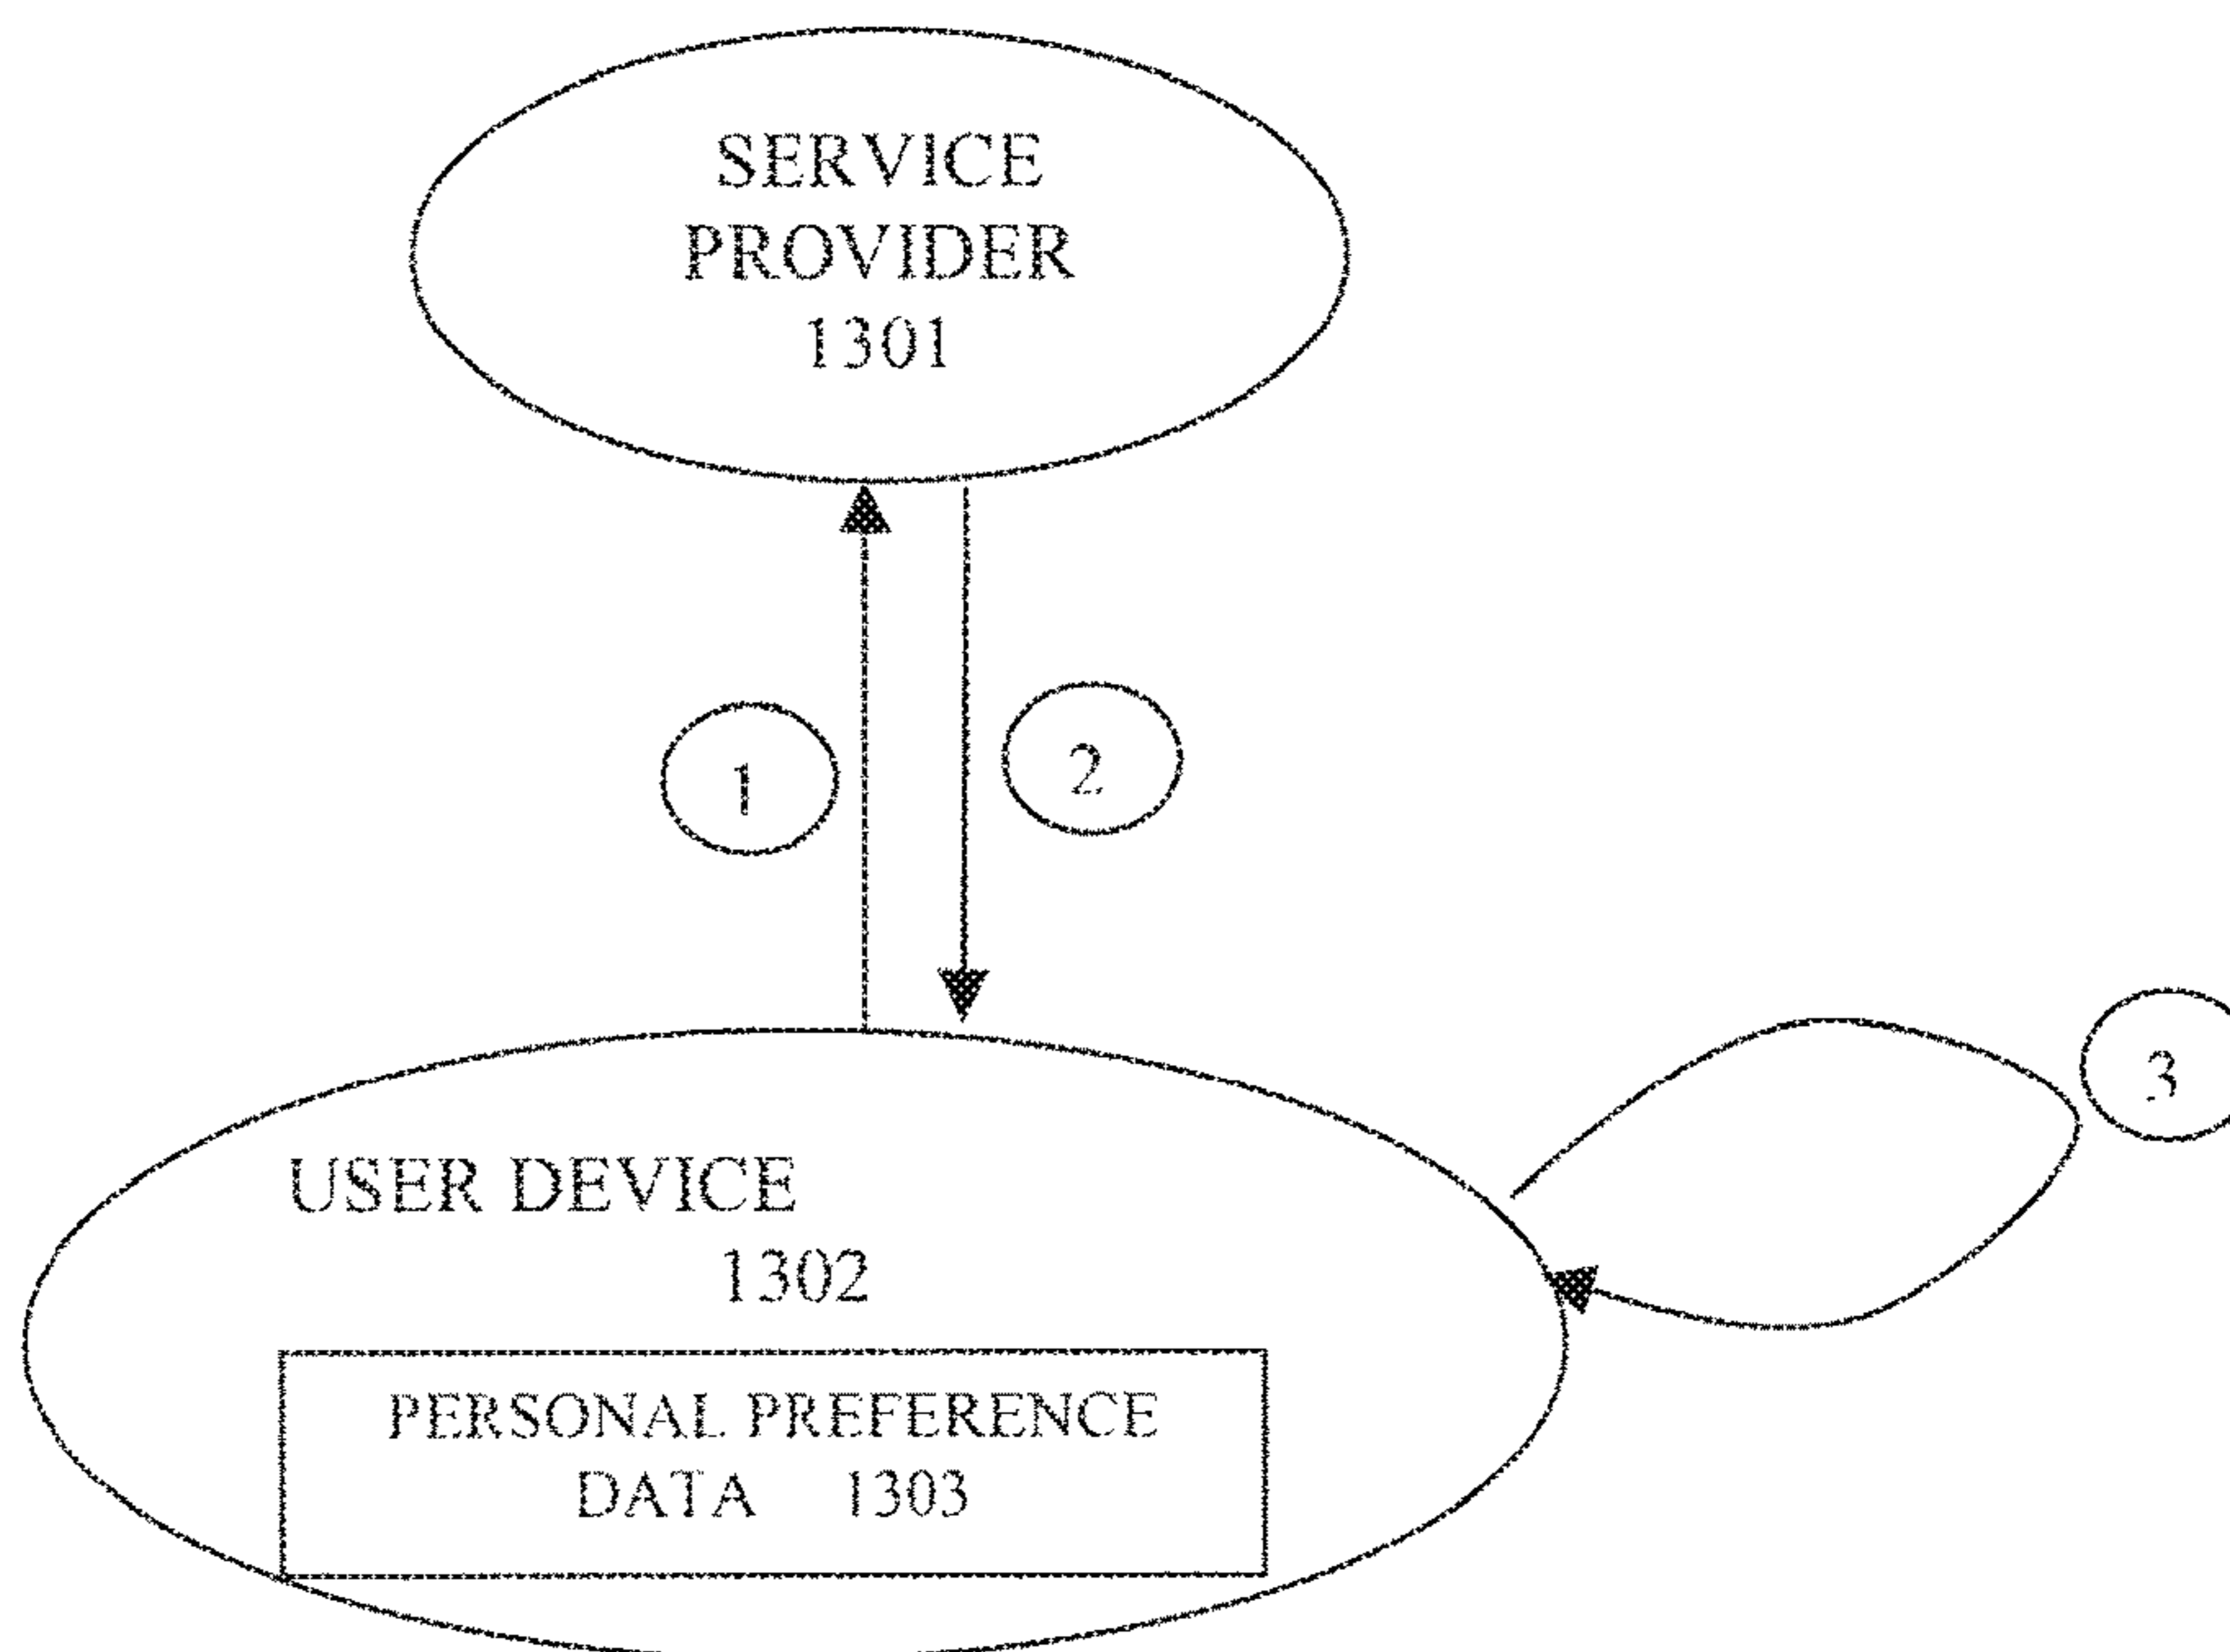 SERVICE
PROVIDER
1301
1
2
3
USER DEVICE
1302
PERSONAL PREFERENCE
DATA 1303